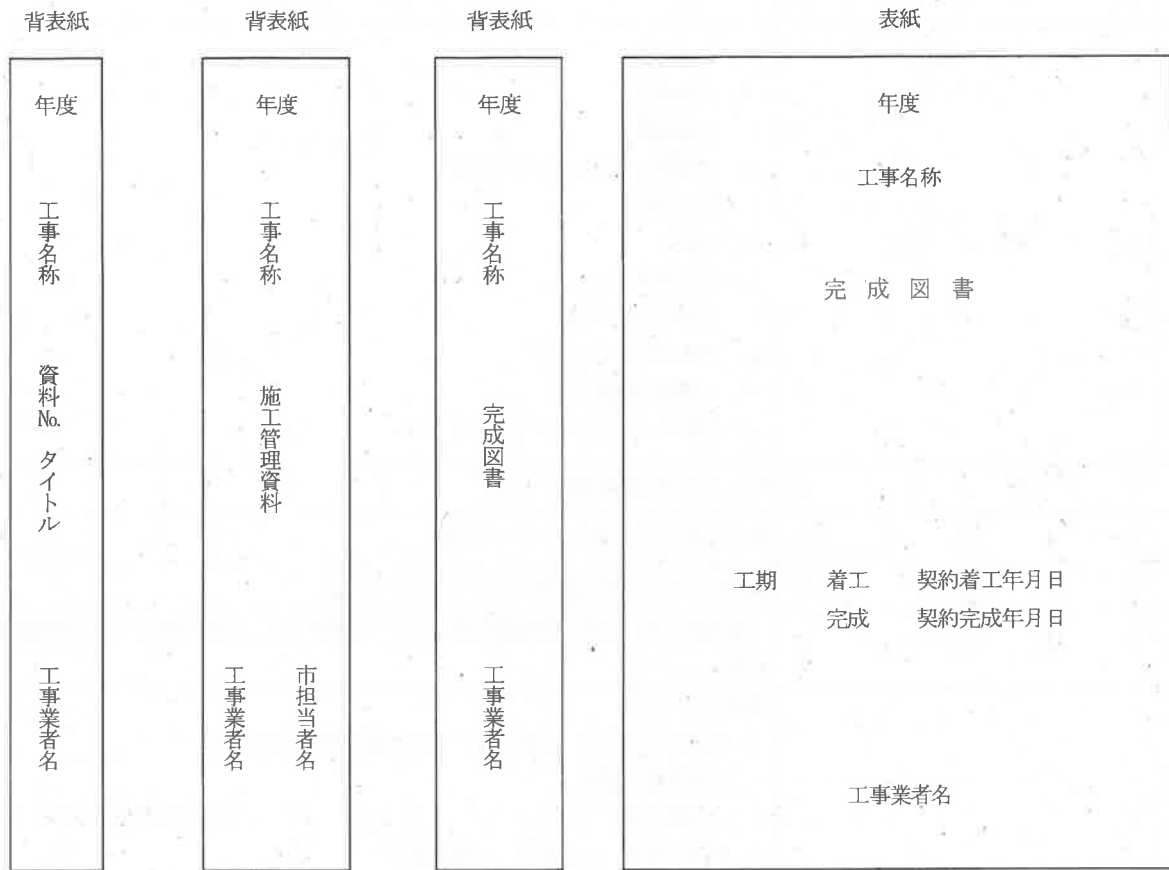 背表紙
年度
工事名称
資料No. タイトル
工事業者名
背表紙
年度
工事名称
施工管理資料
市担当者名
工事業者名
背表紙
年度
工事名称
完成図書
工事業者名
表紙
年度
工事名称
完 成 図 書
工期 着工 契約着工年月日
完成 契約完成年月日
工事業者名